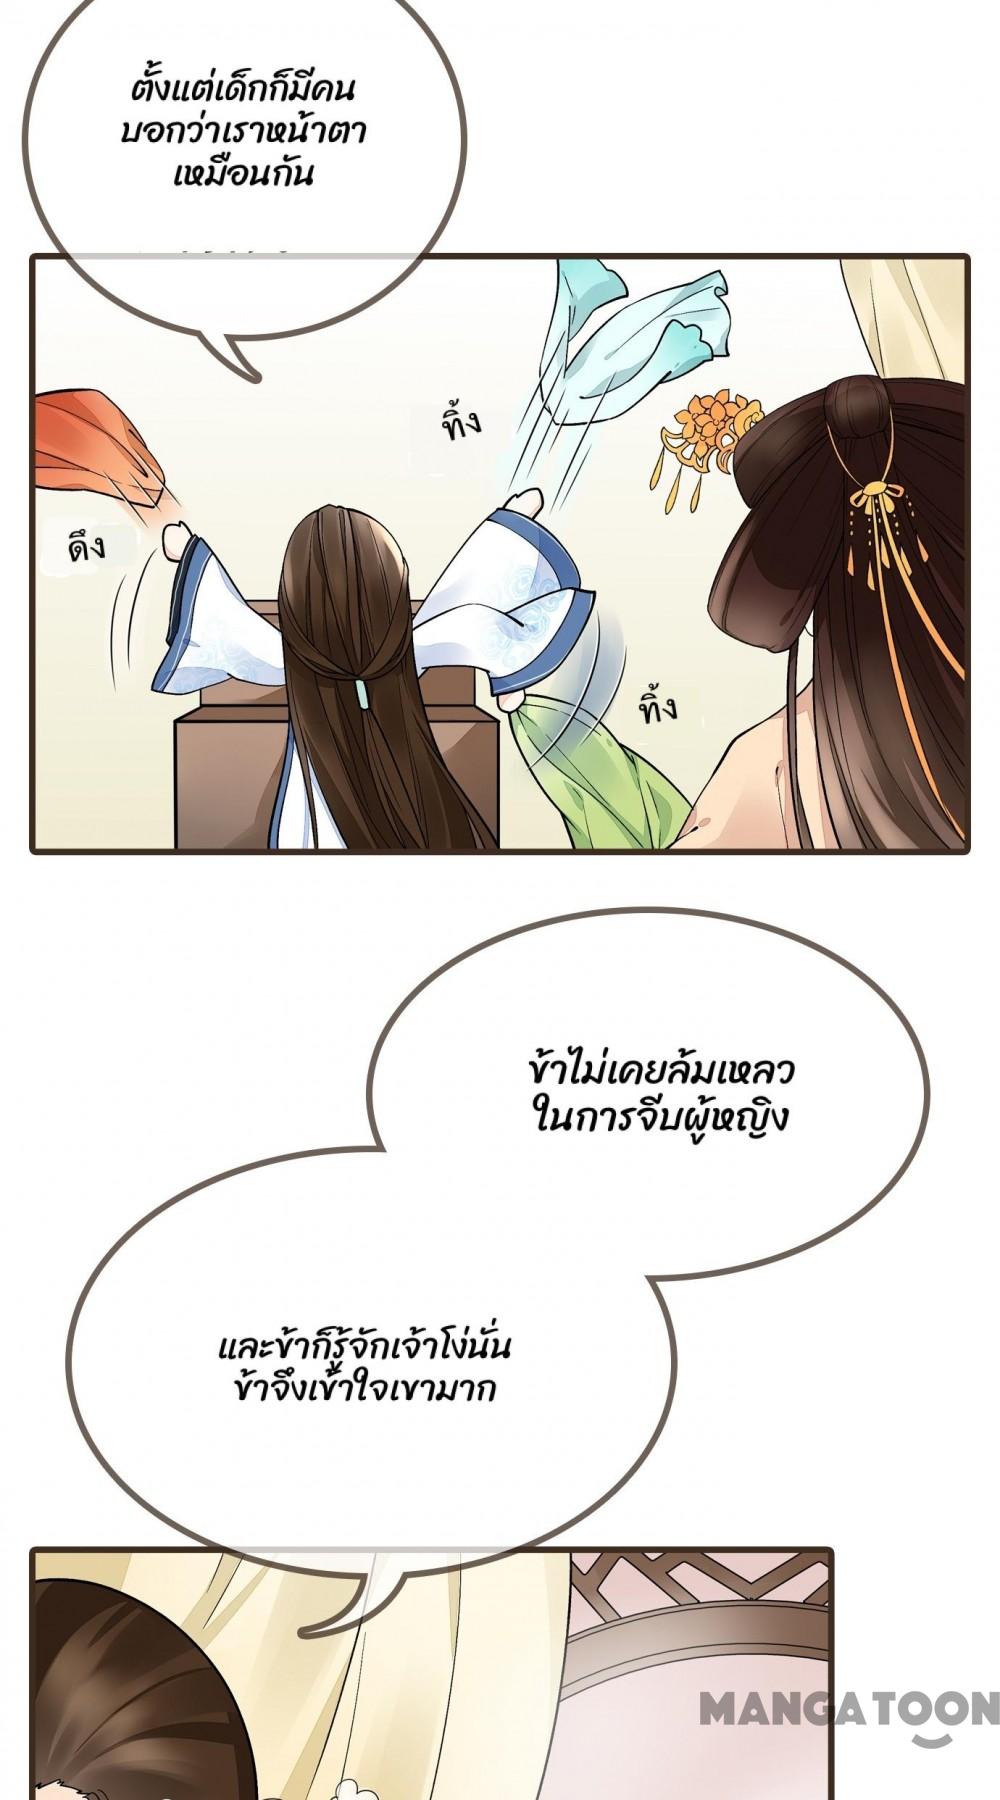 ตั้งแต่เด็กก็มีคน
บอกว่าเราหน้าตา
เหมือนกัน
ทิ้ง
ดึง
ทิ้ง
ข้าไม่เคยล้มเหลว
ในการจีบผู้หญิง
และข้าก็รู้จักเจ้าโง่นั่น
ข้าจึงเข้าใจเขามาก
MANGATOON